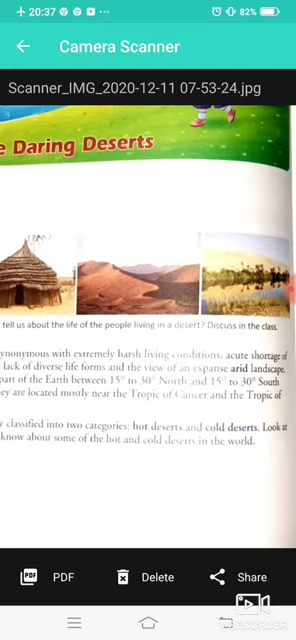 20:37
82%
Camera Scanner
Scanner_IMG_2020-12-11 07-53-24.jpg
e Daring Deserts
tell us about the life of the people living in a desert? Discuss in the class.
ynonymous with extremely harsh living conditions, acute shortage of
lack of diverse life forms and the view of an expanse arid landscape.
part of the Earth between 15° to 30° North and 15° to 30° South
ey are located mostly near the Tropic of Cancer and the Tropic of
y classified into two categories: hot deserts and cold deserts. Look at
know about some of the hot and cold deserts in the world.
PDF
PDF
Delete
Share
RECORDER